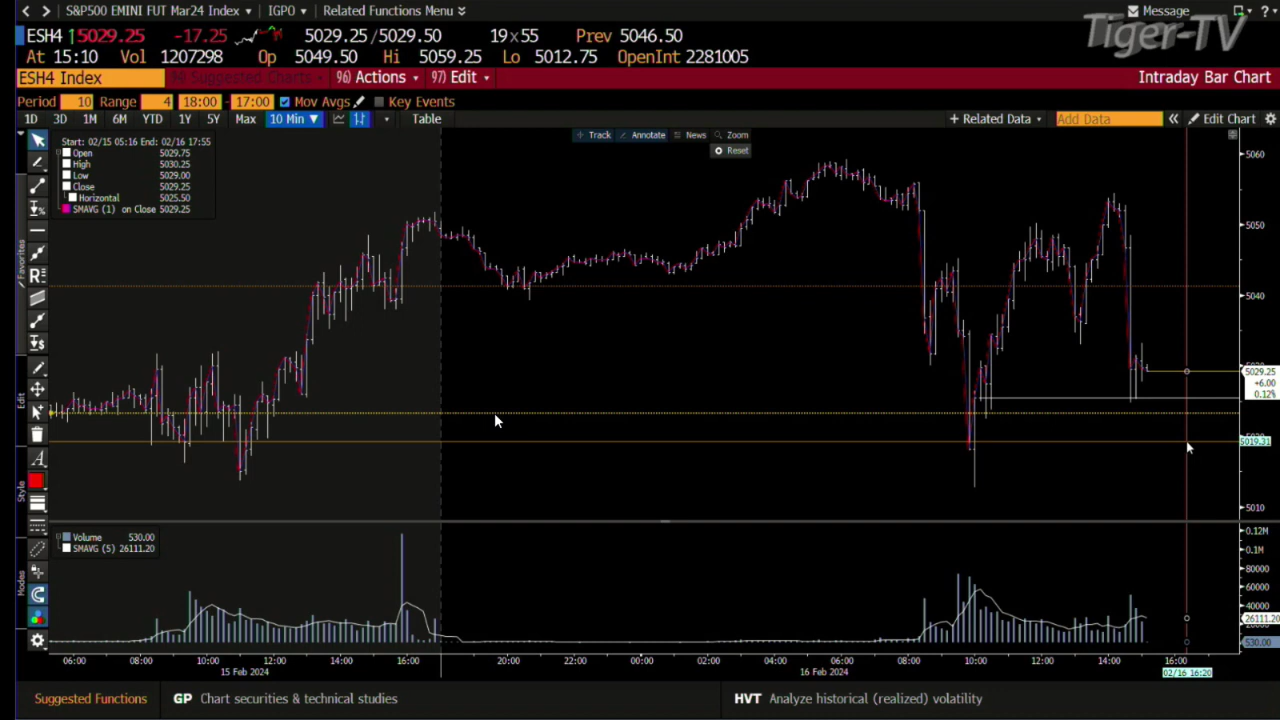 S&P500 EMINI FUT Mar24 Index ▾ IGPO ▾ Related Functions Menu Message ?
Tiger-TV
ESH4 ↑5029.25 -17.25 5029.25/5029.50 19×55 Prev 5046.50
At 15:10 Vol 1207298 Op 5049.50 Hi 5059.25 Lo 5012.75 OpenInt 2281005
ESH4 Index 96) Actions 97) Edit Intraday Bar Chart
Period 10 Range 4 18:00 - 17:00 Mov Avgs Key Events
1D 3D 1M 6M YTD 1Y 5Y Max 10 Min ▼ Table + Related Data Add Data « Edit Chart
Track Annotate News Zoom
Reset
Start: 02/15 05:16 End: 02/16 17:55
Open 5029.75
High 5030.25
Low 5029.00
Close 5029.25
Horizontal 5025.50
SMAVG (1) on Close 5029.25
Favorites
Edit
Style
Modes
5060
5050
5040
5029.25
+6.00
0.12%
5019.31
5010
Volume 530.00
SMAVG (5) 26111.20
0.12M
0.1M
80000
60000
40000
26111.20
530.00
06:00 08:00 10:00 12:00 14:00 16:00 20:00 22:00 00:00 02:00 04:00 06:00 08:00 10:00 12:00 14:00 16:00
15 Feb 2024 16 Feb 2024 02/16 16:20
Suggested Functions GP Chart securities & technical studies HVT Analyze historical (realized) volatility